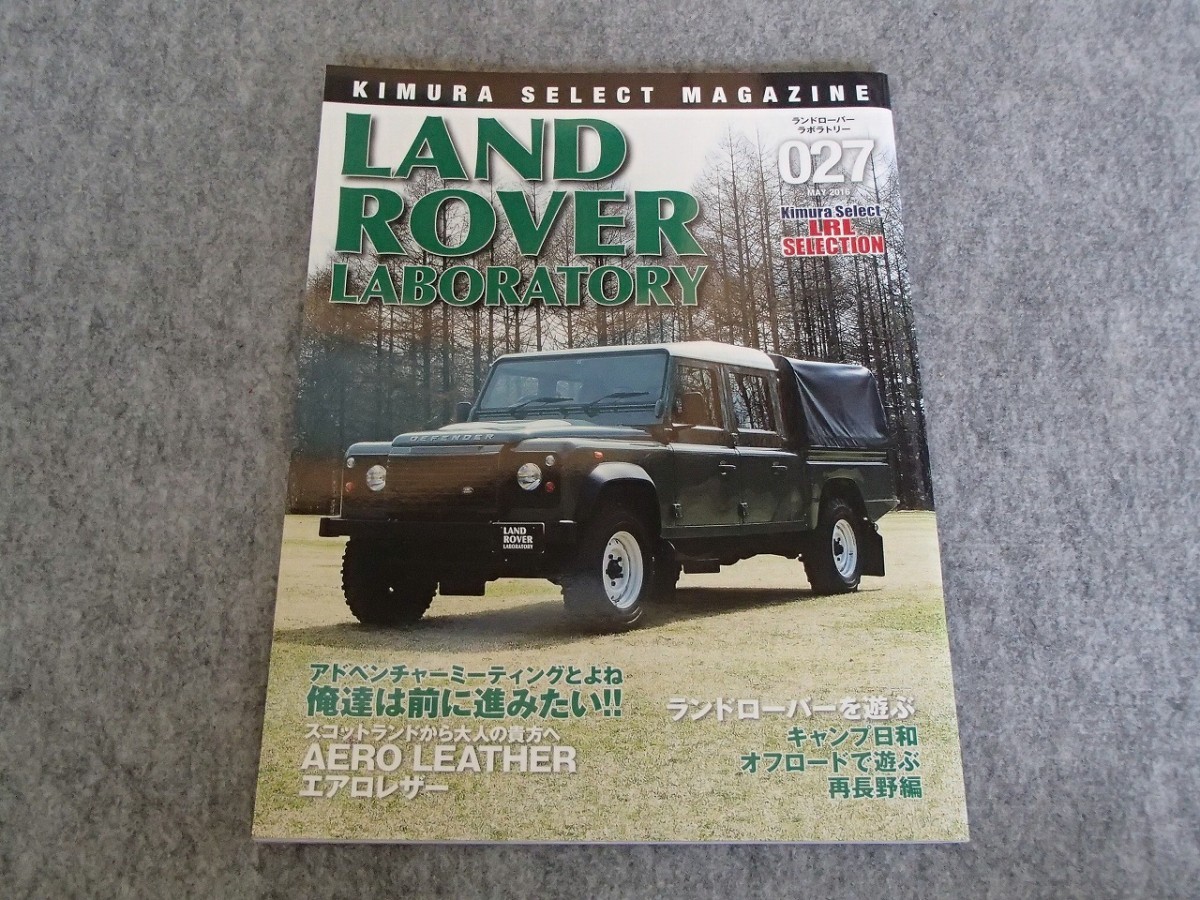 KIMURA SELECT MAGAZINE
LAND
ROVER
LABORATORY
ランドローバー
ラボラトリー
027
MAY 2016
Kimura Select
LRL
SELECTION
DEFENDER
LAND
ROVER
LABORATORY
アドベンチャーミーティングとよね
俺達は前に進みたい!!
スコットランドから大人の貴方へ
AERO LEATHER
エアロレザー
ランドローバーを遊ぶ
キャンプ日和
オフロードで遊ぶ
再長野編